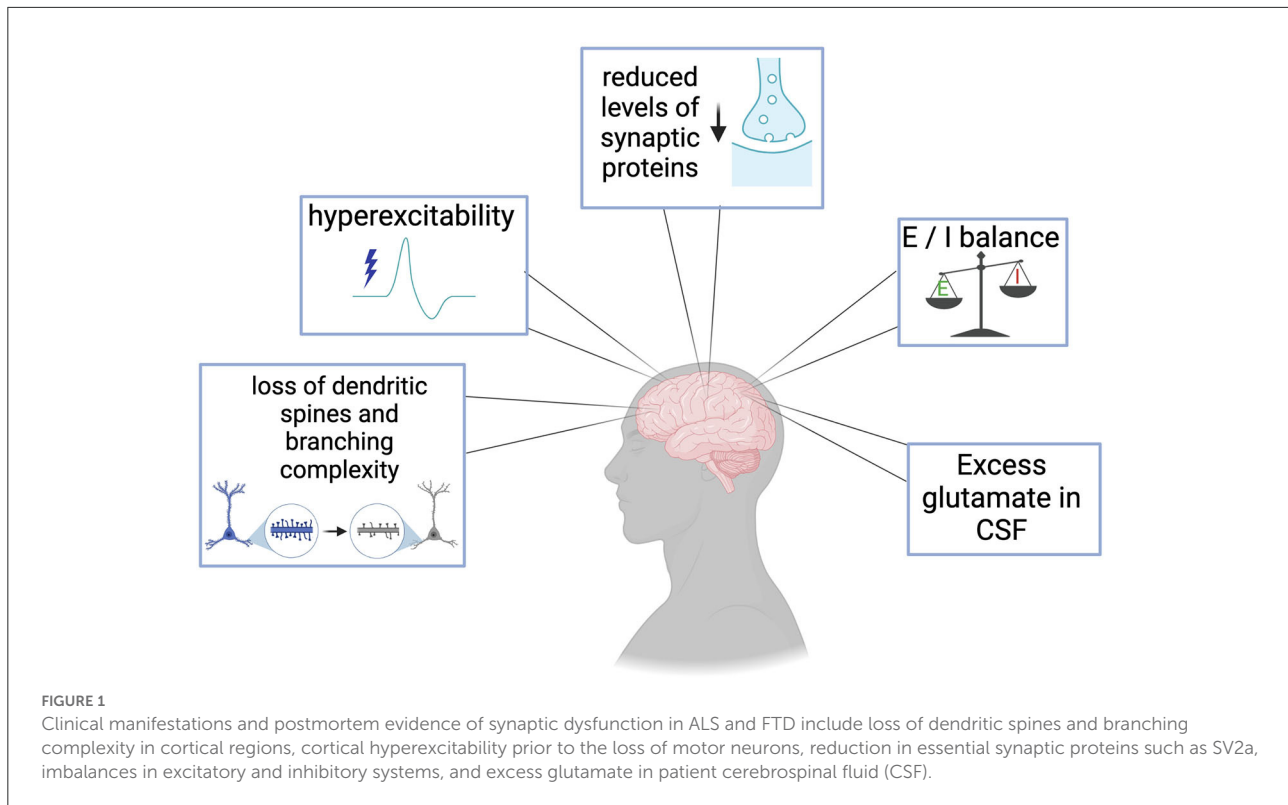 reduced
levels of
synaptic
proteins
hyperexcitability
E / I balance
E
I
loss of dendritic
spines and
branching
complexity
Excess
glutamate in
CSF
FIGURE 1
Clinical manifestations and postmortem evidence of synaptic dysfunction in ALS and FTD include loss of dendritic spines and branching
complexity in cortical regions, cortical hyperexcitability prior to the loss of motor neurons, reduction in essential synaptic proteins such as SV2a,
imbalances in excitatory and inhibitory systems, and excess glutamate in patient cerebrospinal fluid (CSF).